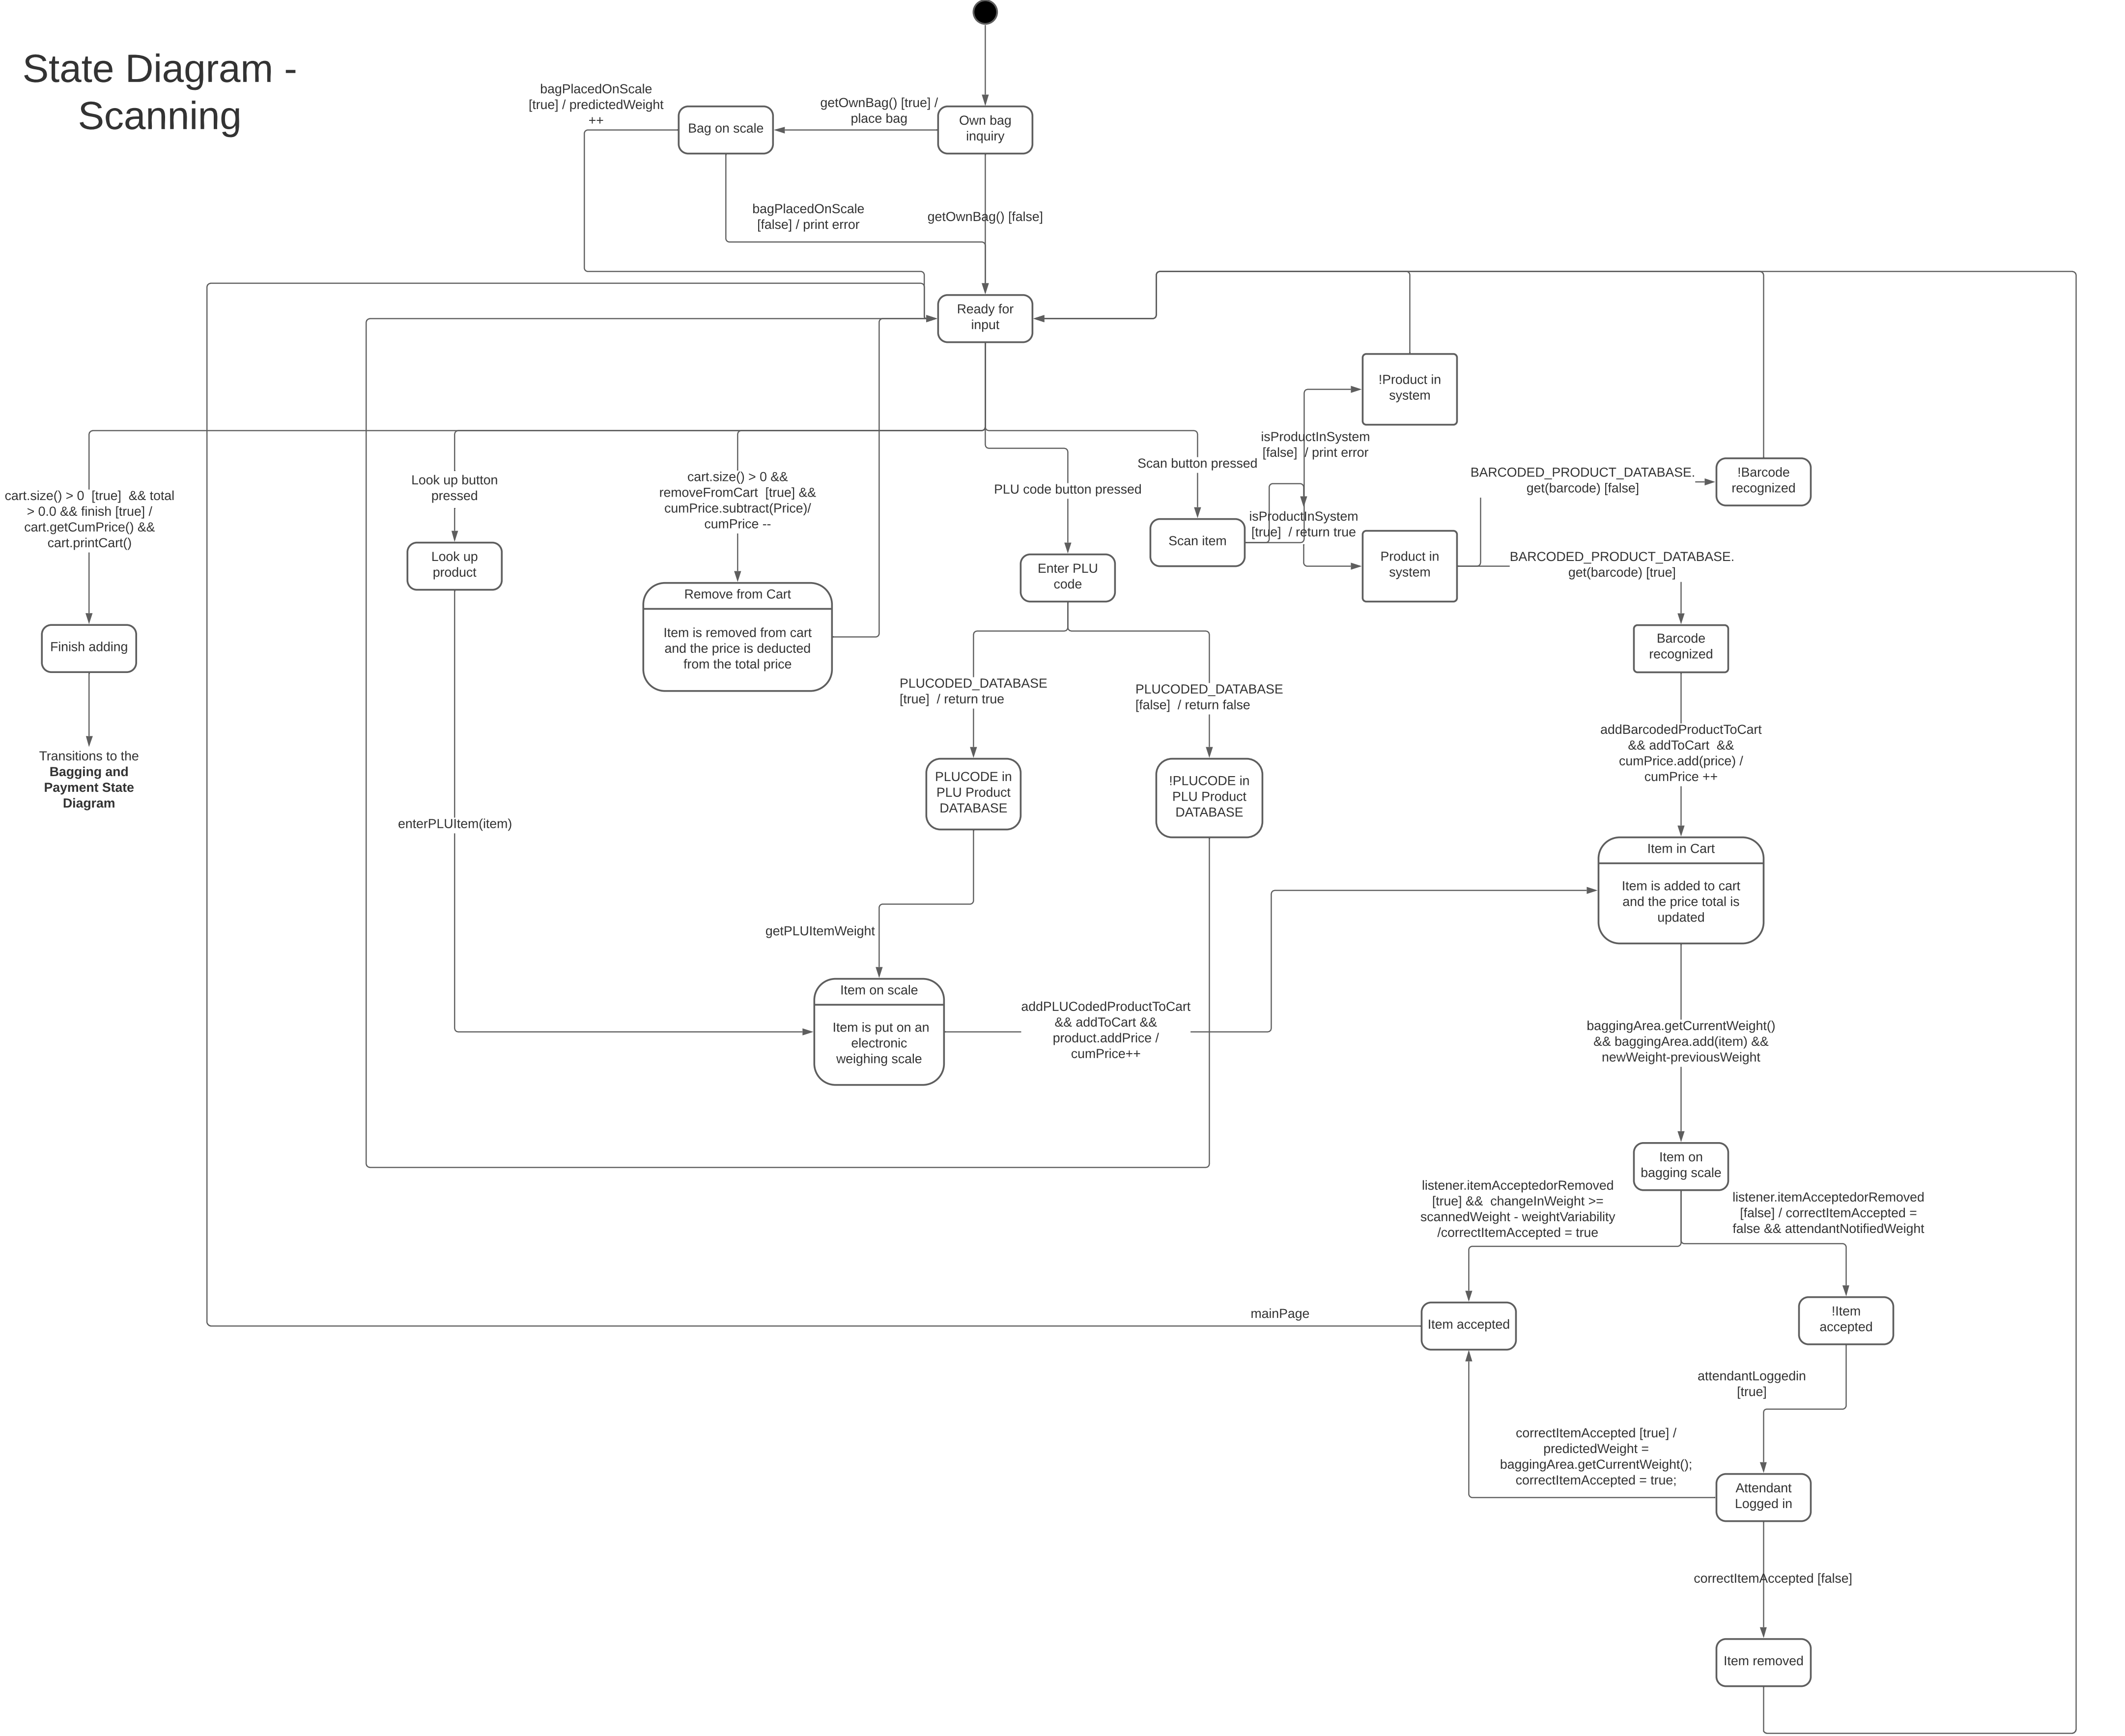 State Diagram -
Scanning
bagPlacedOnScale
[true] / predictedWeight
++
Bag on scale
getOwnBag() [true] /
place bag
Own bag
inquiry
bagPlacedOnScale
[false] / print error
getOwnBag() [false]
Ready for
input
!Product in
system
isProductInSystem
[false]  / print error
Scan button pressed
BARCODED_PRODUCT_DATABASE.
get(barcode) [false]
!Barcode
recognized
cart.size() > 0  [true]  && total
> 0.0 && finish [true] /
cart.getCumPrice() &&
cart.printCart()
Look up button
pressed
cart.size() > 0 &&
removeFromCart  [true] &&
cumPrice.subtract(Price)/
cumPrice --
PLU code button pressed
isProductInSystem
[true]  / return true
Scan item
Product in
system
BARCODED_PRODUCT_DATABASE.
get(barcode) [true]
Look up
product
Enter PLU
code
Remove from Cart
Item is removed from cart
and the price is deducted
from the total price
Finish adding
Barcode
recognized
PLUCODED_DATABASE
[true]  / return true
PLUCODED_DATABASE
[false]  / return false
addBarcodedProductToCart
&& addToCart  &&
cumPrice.add(price) /
cumPrice ++
Transitions to the
Bagging and
Payment State
Diagram
PLUCODE in
PLU Product
DATABASE
!PLUCODE in
PLU Product
DATABASE
enterPLUItem(item)
Item in Cart
Item is added to cart
and the price total is
updated
getPLUItemWeight
Item on scale
Item is put on an
electronic
weighing scale
addPLUCodedProductToCart
&& addToCart &&
product.addPrice /
cumPrice++
baggingArea.getCurrentWeight()
&& baggingArea.add(item) &&
newWeight-previousWeight
Item on
bagging scale
listener.itemAcceptedorRemoved
[true] &&  changeInWeight >=
scannedWeight - weightVariability
/correctItemAccepted = true
listener.itemAcceptedorRemoved
[false] / correctItemAccepted =
false && attendantNotifiedWeight
mainPage
Item accepted
!Item
accepted
attendantLoggedin
[true]
correctItemAccepted [true] /
predictedWeight =
baggingArea.getCurrentWeight();
correctItemAccepted = true;
Attendant
Logged in
correctItemAccepted [false]
Item removed